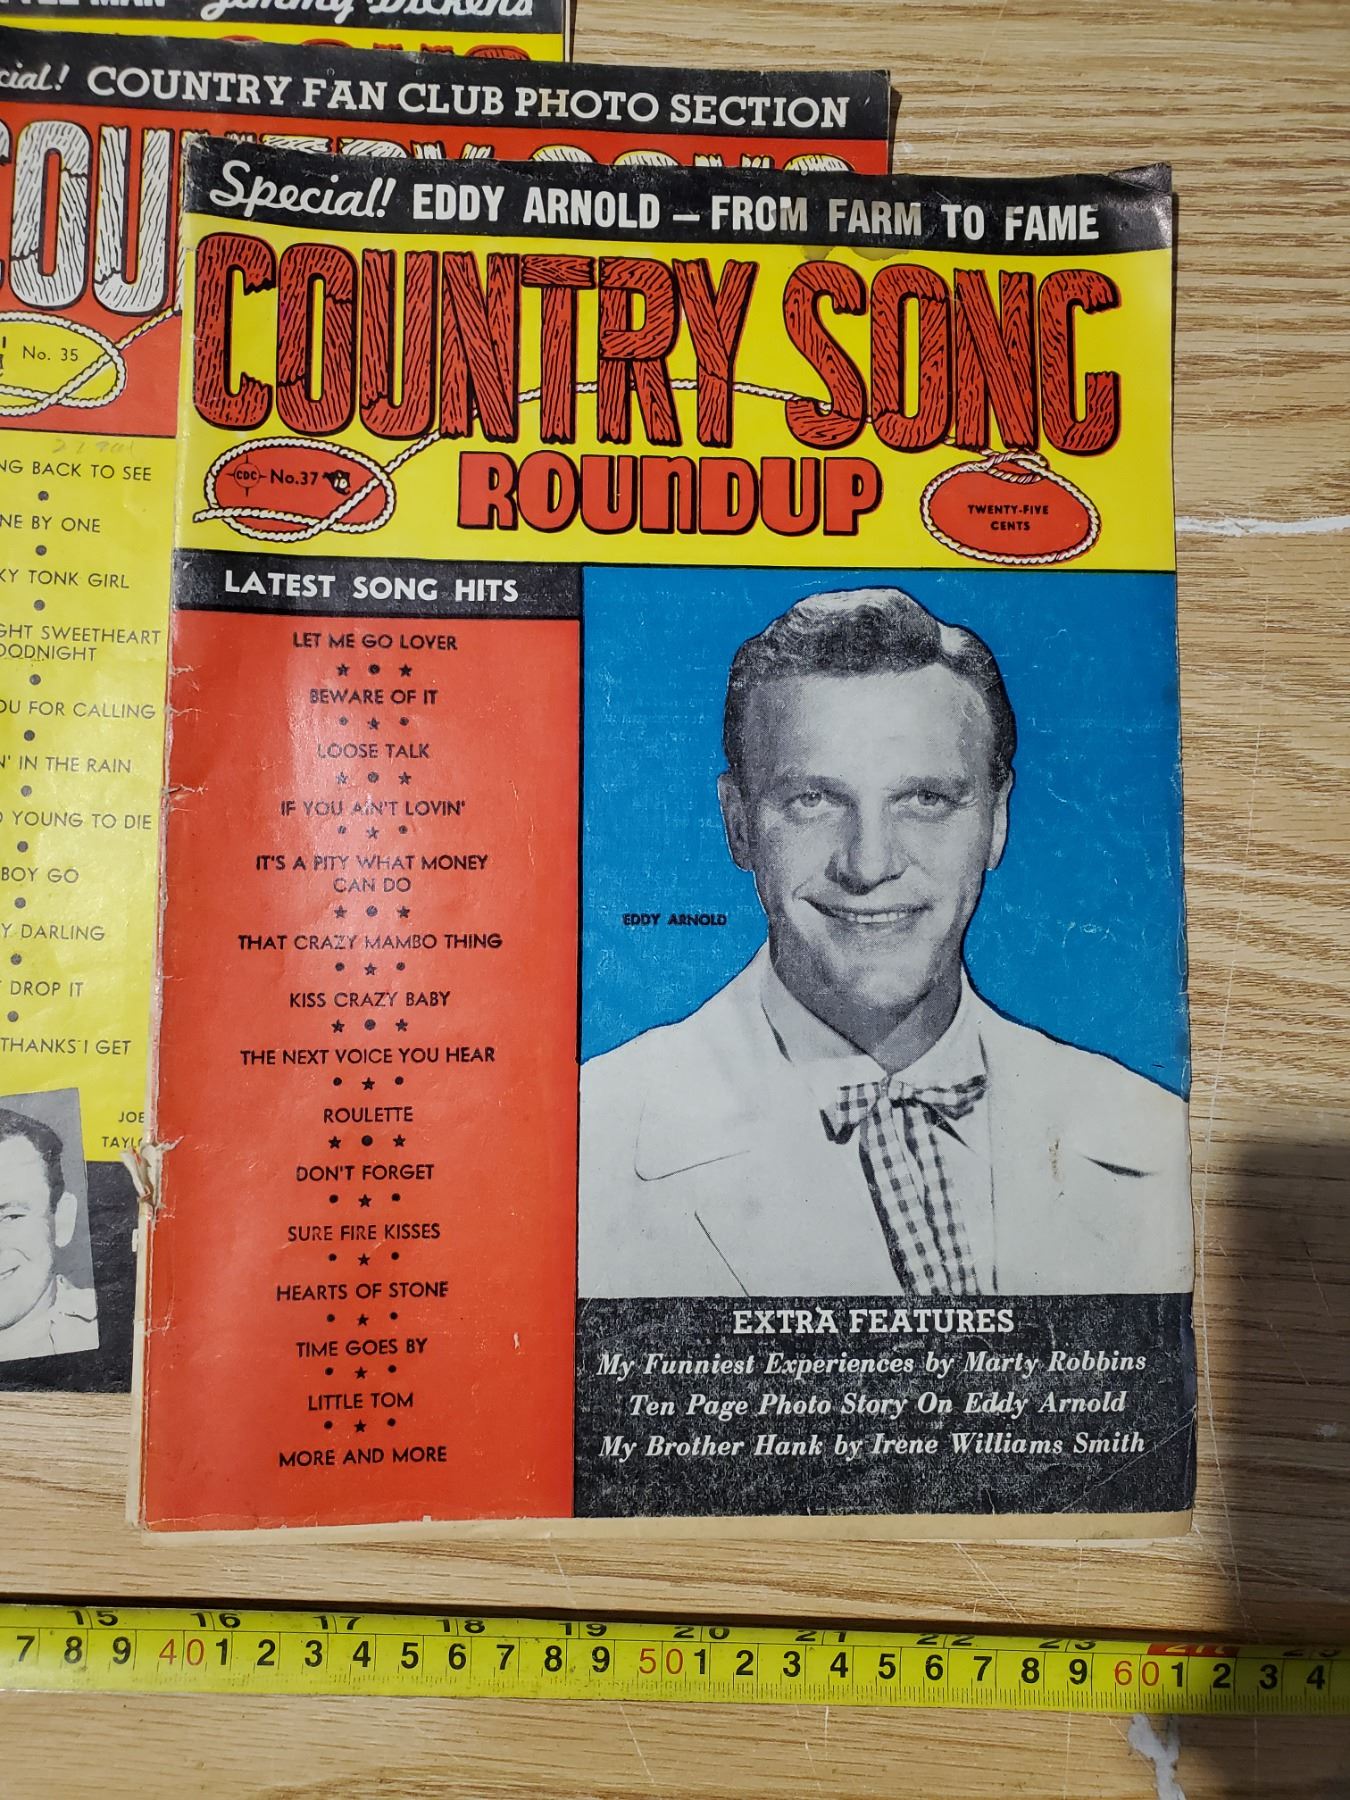 MAN - Jimmy Dickens
COUNTRY FAN CLUB PHOTO SECTION
No. 35
BACK TO SEE
BY ONE
TONK GIRL
SWEETHEART
FOR CALLING
IN THE RAIN
YOUNG TO DIE
BOY GO
DARLING
DROP IT
THANKS I GET
JOE
Special! EDDY ARNOLD - FROM FARM TO FAME
COUNTRY SONG
ROUNDUP
CDC No. 37
TWENTY-FIVE
CENTS
LATEST SONG HITS
LET ME GO LOVER
BEWARE OF IT
LOOSE TALK
IF YOU AIN'T LOVIN'
IT'S A PITY WHAT MONEY
CAN DO
THAT CRAZY MAMBO THING
KISS CRAZY BABY
THE NEXT VOICE YOU HEAR
ROULETTE
DON'T FORGET
SURE FIRE KISSES
HEARTS OF STONE
TIME GOES BY
LITTLE TOM
MORE AND MORE
EDDY ARNOLD
EXTRA FEATURES
My Funniest Experiences by Marty Robbins
Ten Page Photo Story On Eddy Arnold
My Brother Hank by Irene Williams Smith
15 16 17 18 19 20 21 22 23
7 8 9 40 1 2 3 4 5 6 7 8 9 50 1 2 3 4 5 6 7 8 9 60 1 2 3 4